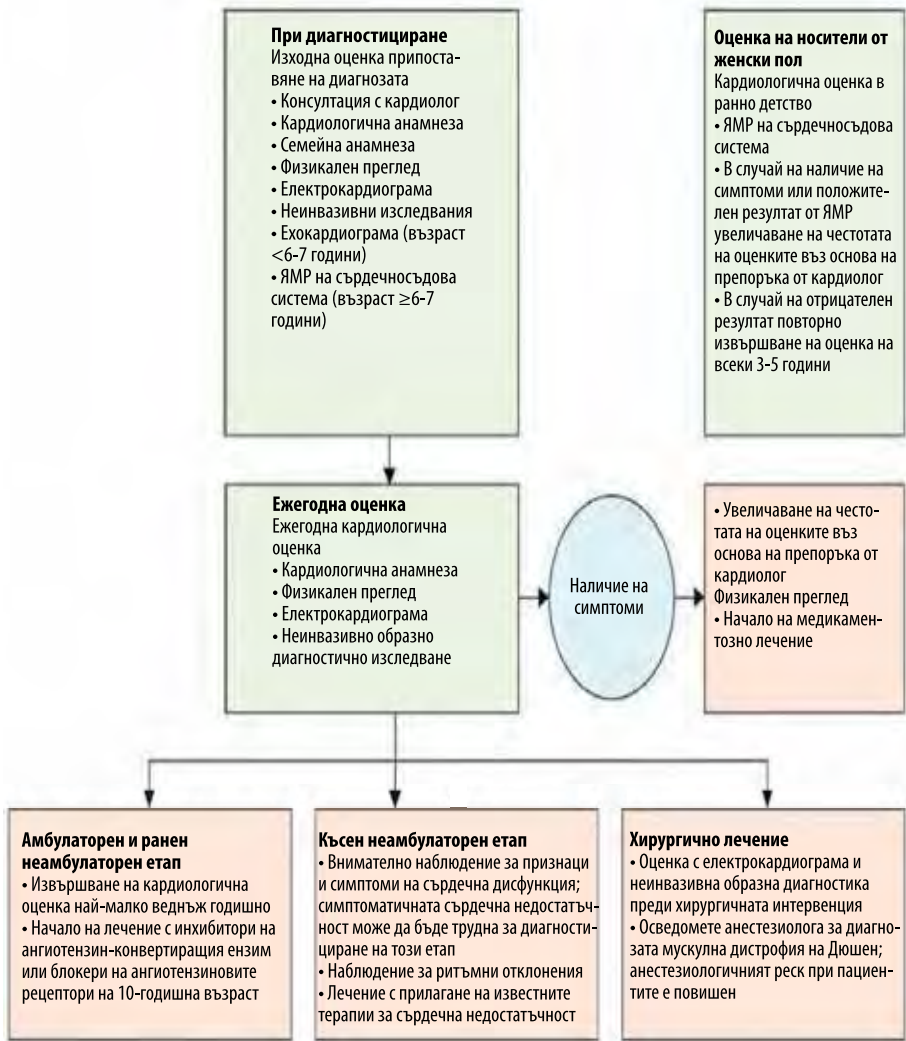 При диагностициране
Изходна оценка припоста-
вяне на диагнозата
• Консултация с кардиолог
• Кардиологична анамнеза
• Семейна анамнеза
• Физикален преглед
• Електрокардиограма
• Неинвазивни изследвания
• Ехокардиограма (възраст
<6-7 години)
• ЯМР на сърдечносъдова
система (възраст ≥6-7
години)
Оценка на носители от
женски пол
Кардиологична оценка в
ранно детство
• ЯМР на сърдечносъдова
система
• В случай на наличие на
симптоми или положите-
лен резултат от ЯМР
увеличаване на честотата
на оценките въз основа на
препоръка от кардиолог
• В случай на отрицателен
резултат повторно
извършване на оценка на
всеки 3-5 години
Ежегодна оценка
Ежегодна кардиологична
оценка
• Кардиологична анамнеза
• Физикален преглед
• Електрокардиограма
• Неинвазивно образно
диагностично изследване
Наличие на
симптоми
• Увеличаване на често-
тата на оценките въз
основа на препоръка от
кардиолог
Физикален преглед
• Начало на медикамен-
тозно лечение
Амбулаторен и ранен
неамбулаторен етап
• Извършване на кардиологична
оценка най-малко веднъж годишно
• Начало на лечение с инхибитори на
ангиотензин-конвертиращия ензим
или блокери на ангиотензиновите
рецептори на 10-годишна възраст
Късен неамбулаторен етап
• Внимателно наблюдение за признаци
и симптоми на сърдечна дисфункция;
симптоматичната сърдечна недостатъч-
ност може да бъде трудна за диагности-
циране на този етап
• Наблюдение за ритъмни отклонения
• Лечение с прилагане на известните
терапии за сърдечна недостатъчност
Хирургично лечение
• Оценка с електрокардиограма и
неинвазивна образна диагностика
преди хирургичната интервенция
• Осведомете анестезиолога за диагно-
зата мускулна дистрофия на Дюшен;
анестезиологичният реск при пациен-
тите е повишен